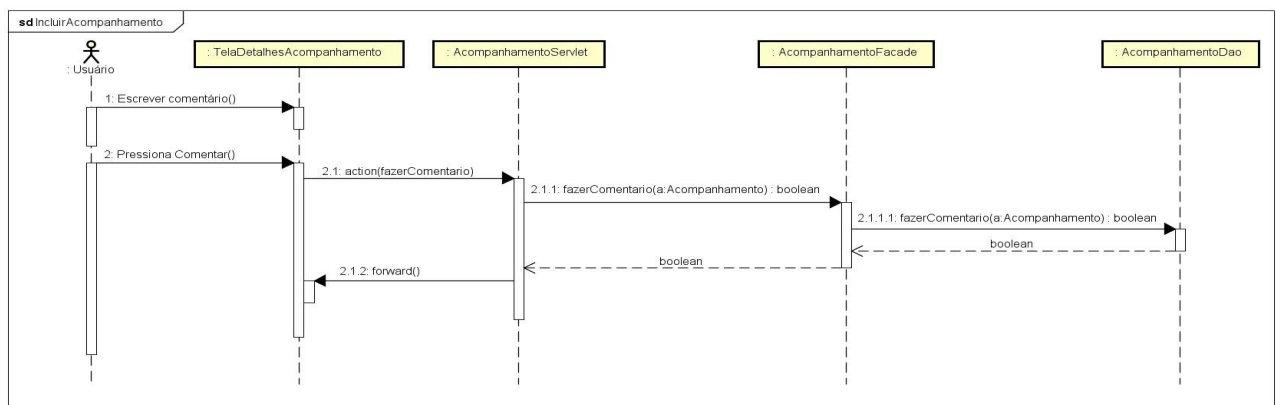 sd IncluirAcompanhamento
: Usuário
: TelaDetalhesAcompanhamento
: AcompanhamentoServlet
: AcompanhamentoFacade
: AcompanhamentoDao
1: Escrever comentário()
2: Pressiona Comentar()
2.1: action(fazerComentario)
2.1.1: fazerComentario(a:Acompanhamento) : boolean
2.1.1.1: fazerComentario(a:Acompanhamento) : boolean
boolean
boolean
2.1.2: forward()